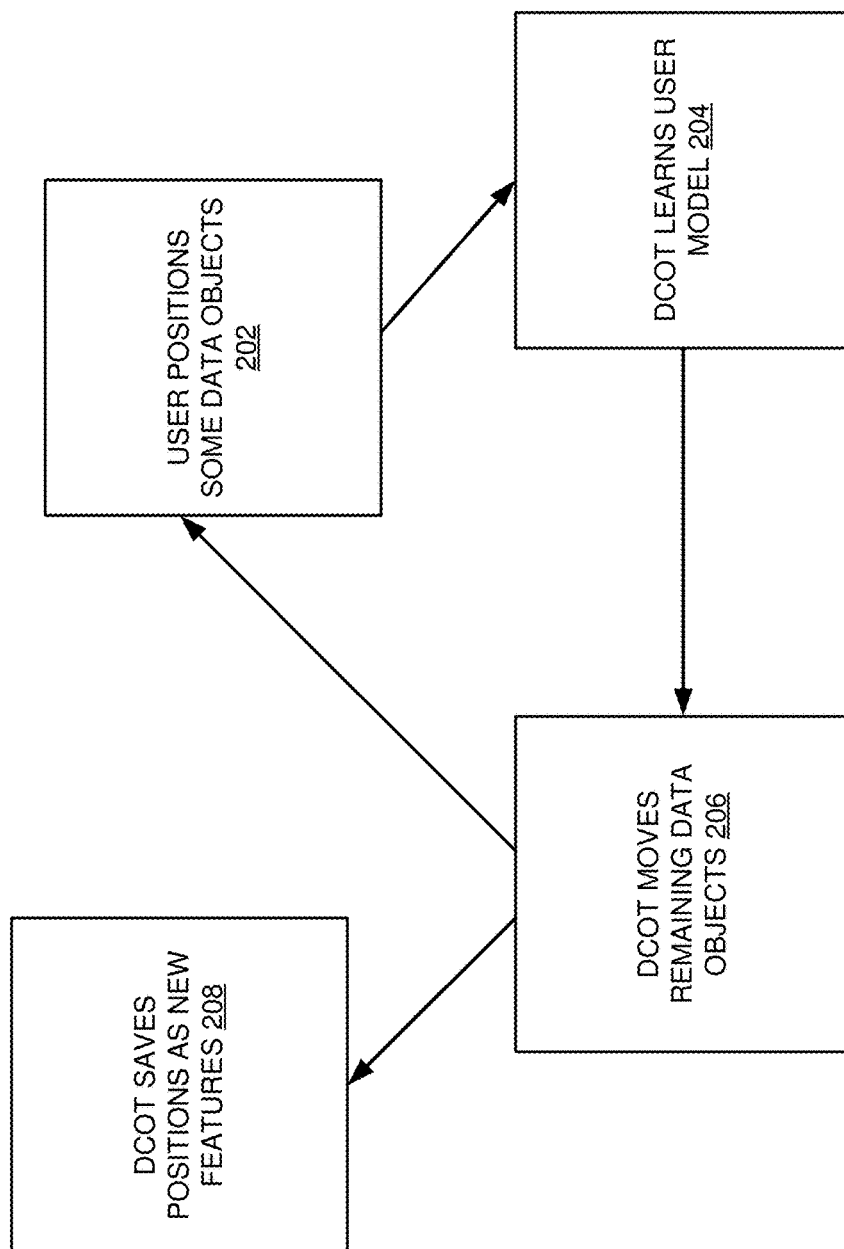 USER POSITIONS
SOME DATA OBJECTS
202
DCOT LEARNS USER
MODEL 204
DCOT MOVES
REMAINING DATA
OBJECTS 206
DCOT SAVES
POSITIONS AS NEW
FEATURES 208